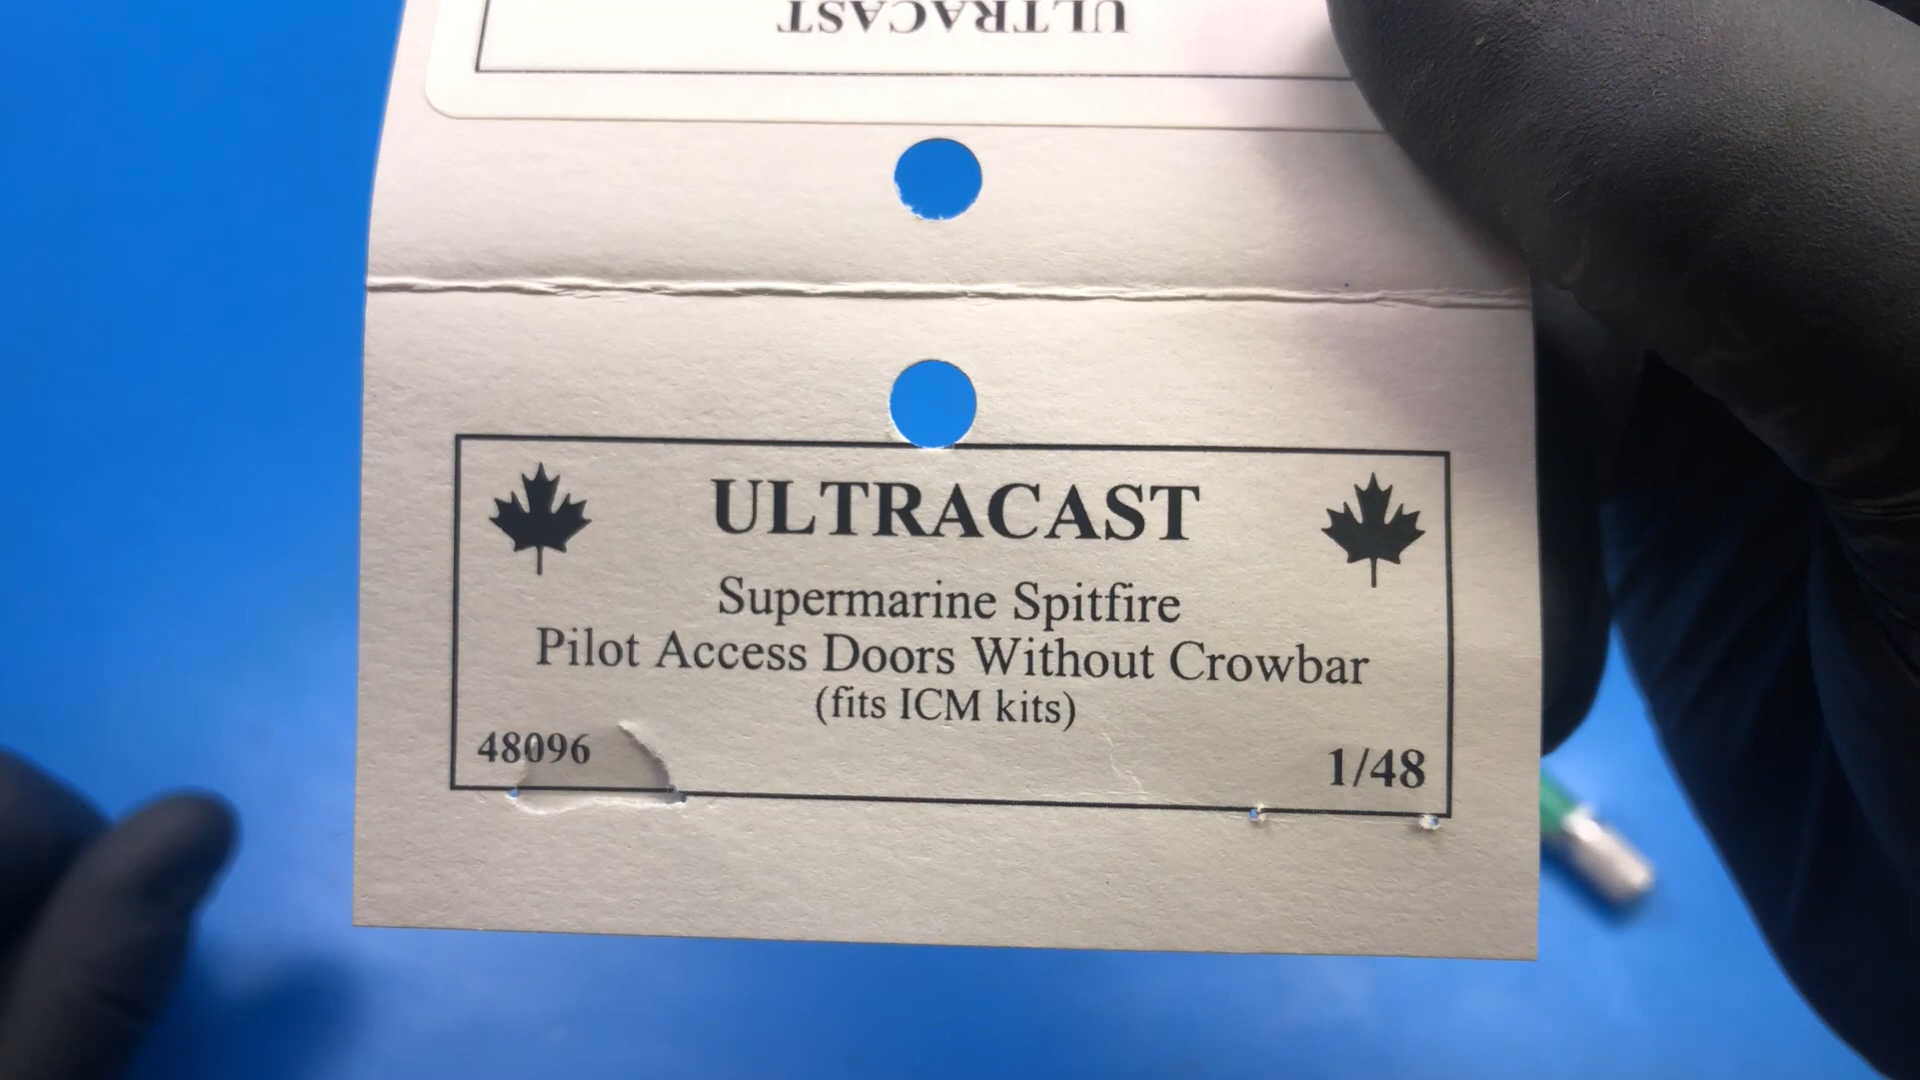 ULTRACAST
ULTRACAST
Supermarine Spitfire
Pilot Access Doors Without Crowbar
(fits ICM kits)
48096
1/48